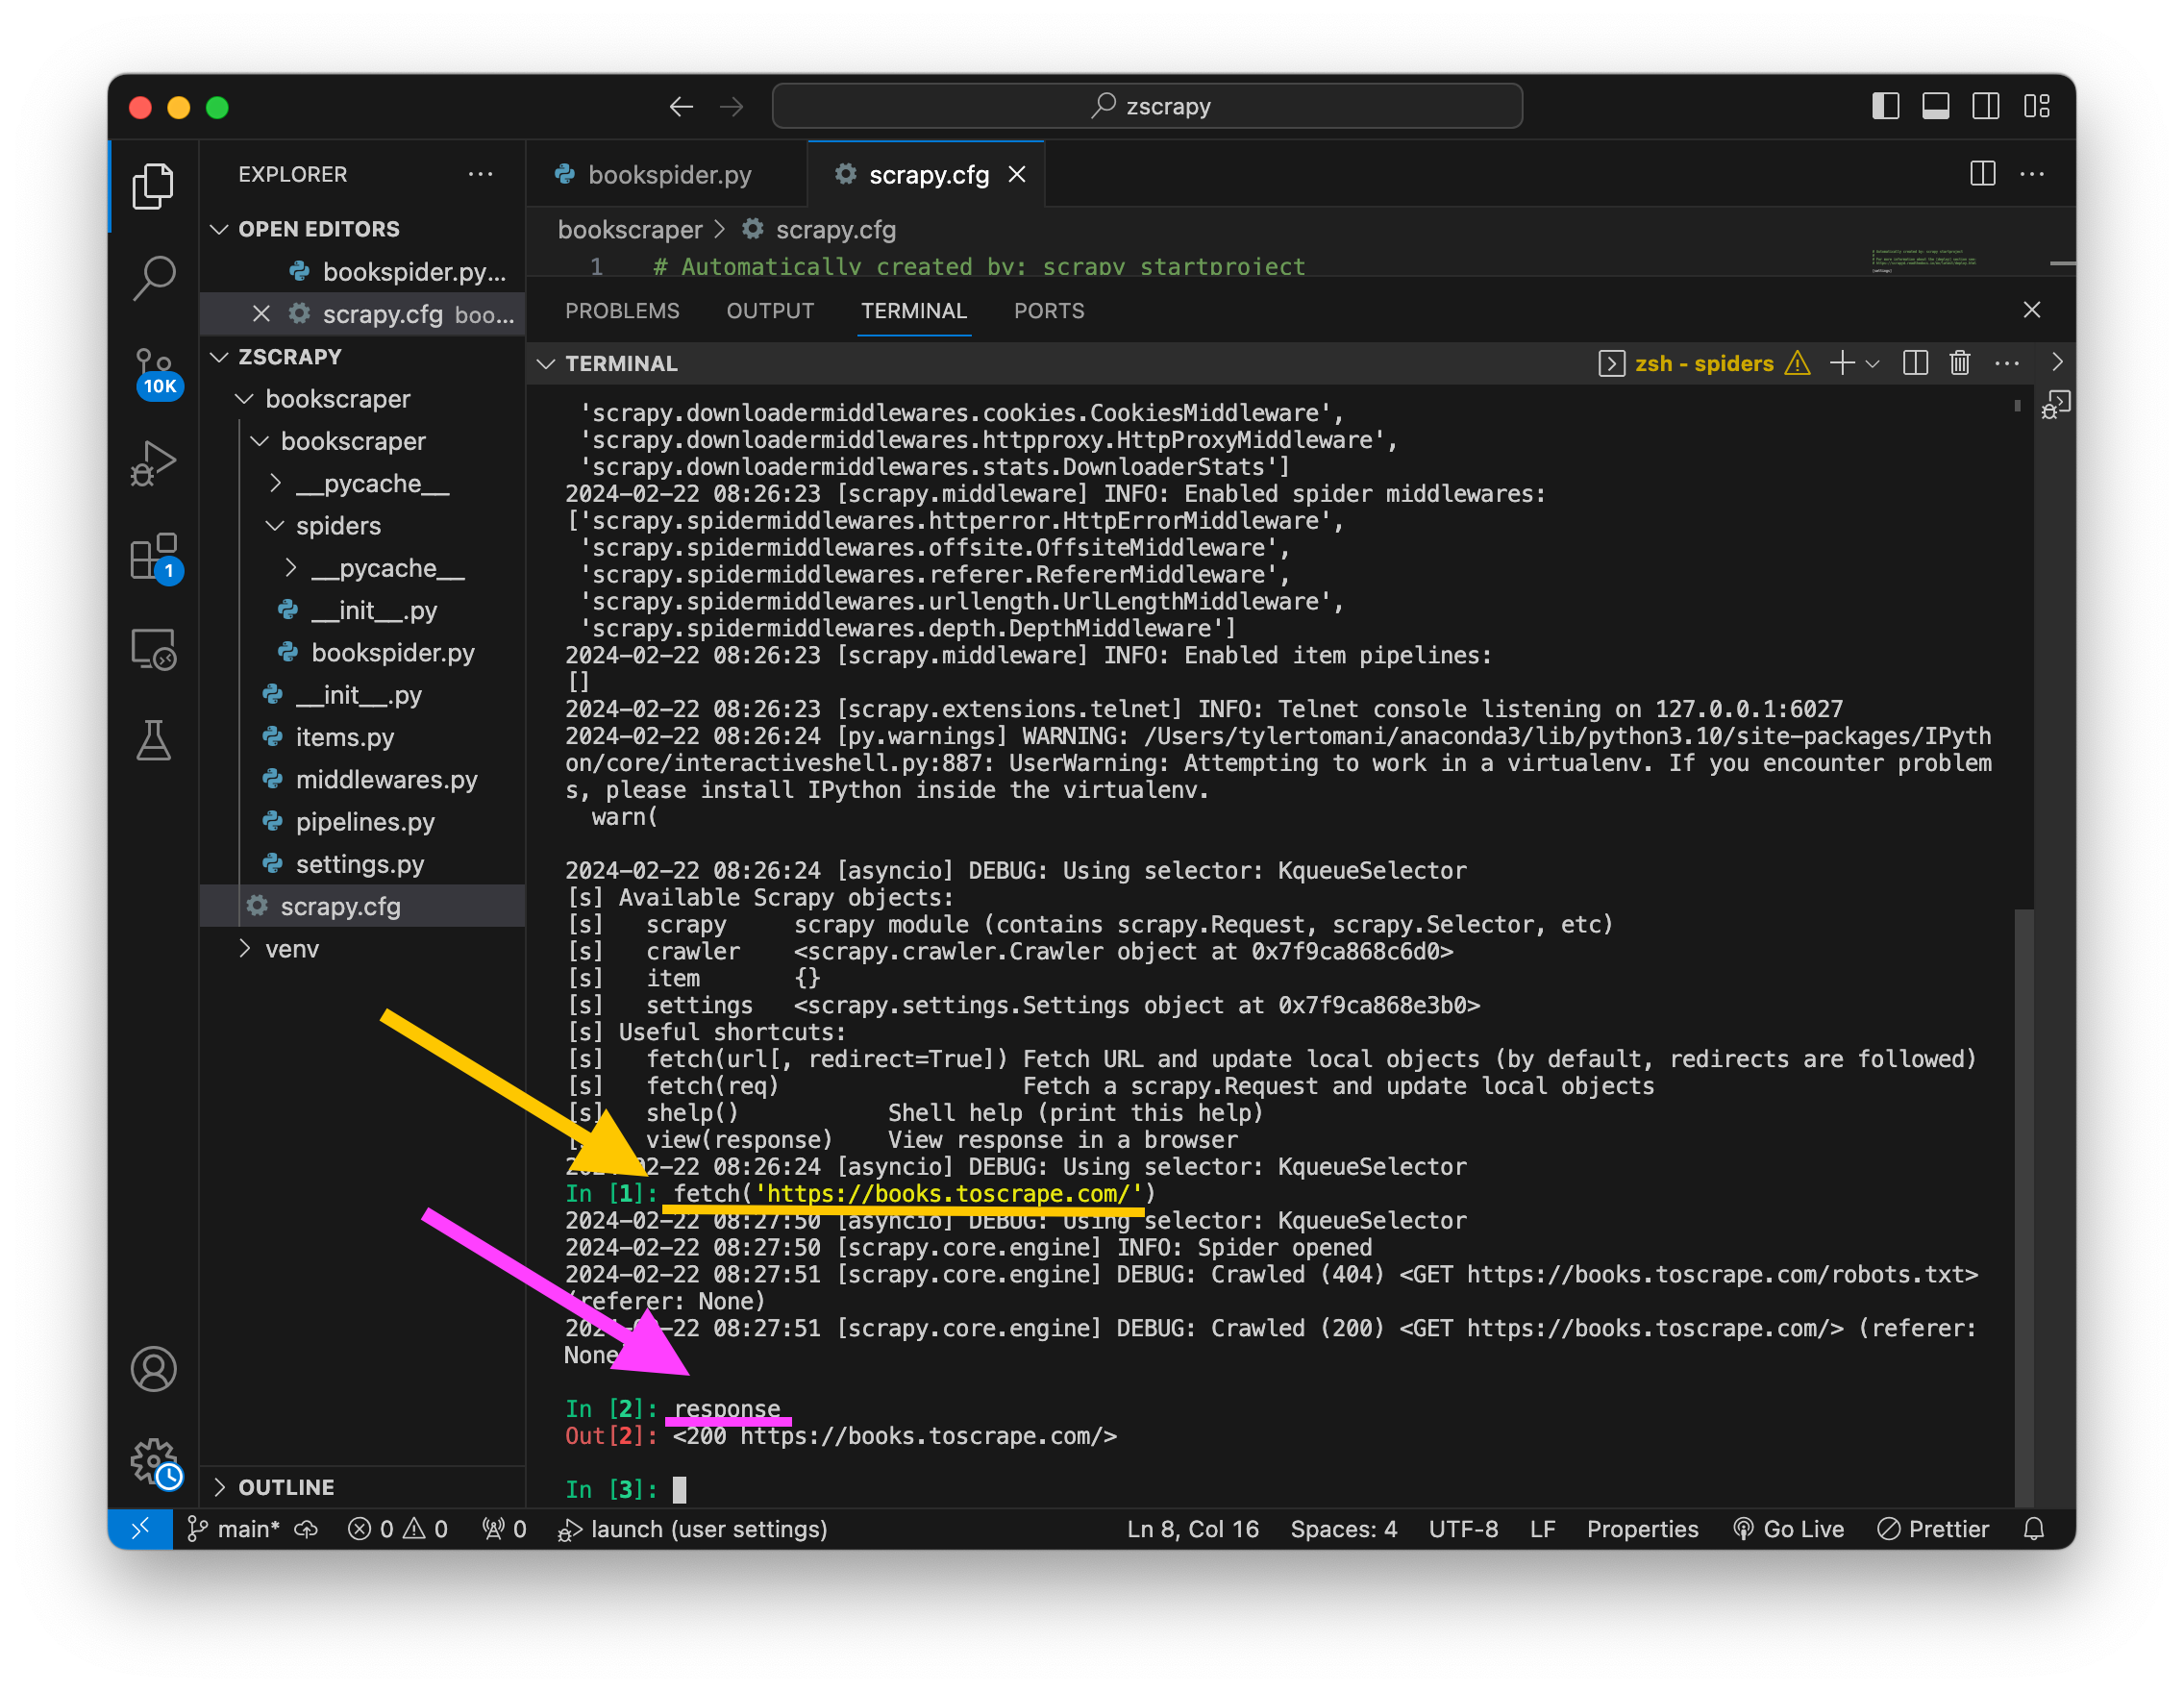 zscrapy
EXPLORER
OPEN EDITORS
bookspider.py...
scrapy.cfg boo...
ZSCRAPY
bookscraper
bookscraper
__pycache__
spiders
__pycache__
__init__.py
bookspider.py
__init__.py
items.py
middlewares.py
pipelines.py
settings.py
scrapy.cfg
venv
OUTLINE
10K
1
bookspider.py
scrapy.cfg
bookscraper > scrapy.cfg
1 # Automatically created by: scrapy startproject
PROBLEMS OUTPUT TERMINAL PORTS
TERMINAL
zsh - spiders
'scrapy.downloadermiddlewares.cookies.CookiesMiddleware',
'scrapy.downloadermiddlewares.httpproxy.HttpProxyMiddleware',
'scrapy.downloadermiddlewares.stats.DownloaderStats']
2024-02-22 08:26:23 [scrapy.middleware] INFO: Enabled spider middlewares:
['scrapy.spidermiddlewares.httperror.HttpErrorMiddleware',
'scrapy.spidermiddlewares.offsite.OffsiteMiddleware',
'scrapy.spidermiddlewares.referer.RefererMiddleware',
'scrapy.spidermiddlewares.urllength.UrlLengthMiddleware',
'scrapy.spidermiddlewares.depth.DepthMiddleware']
2024-02-22 08:26:23 [scrapy.middleware] INFO: Enabled item pipelines:
[]
2024-02-22 08:26:23 [scrapy.extensions.telnet] INFO: Telnet console listening on 127.0.0.1:6027
2024-02-22 08:26:24 [py.warnings] WARNING: /Users/tylertomani/anaconda3/lib/python3.10/site-packages/IPyth
on/core/interactiveshell.py:887: UserWarning: Attempting to work in a virtualenv. If you encounter problem
s, please install IPython inside the virtualenv.
warn(
2024-02-22 08:26:24 [asyncio] DEBUG: Using selector: KqueueSelector
[s] Available Scrapy objects:
[s] scrapy scrapy module (contains scrapy.Request, scrapy.Selector, etc)
[s] crawler <scrapy.crawler.Crawler object at 0x7f9ca868c6d0>
[s] item {}
[s] settings <scrapy.settings.Settings object at 0x7f9ca868e3b0>
[s] Useful shortcuts:
[s] fetch(url[, redirect=True]) Fetch URL and update local objects (by default, redirects are followed)
[s] fetch(req) Fetch a scrapy.Request and update local objects
[s] shelp() Shell help (print this help)
[s] view(response) View response in a browser
2024-02-22 08:26:24 [asyncio] DEBUG: Using selector: KqueueSelector
In [1]: fetch('https://books.toscrape.com/')
2024-02-22 08:27:50 [asyncio] DEBUG: Using selector: KqueueSelector
2024-02-22 08:27:50 [scrapy.core.engine] INFO: Spider opened
2024-02-22 08:27:51 [scrapy.core.engine] DEBUG: Crawled (404) <GET https://books.toscrape.com/robots.txt>
(referer: None)
2024-02-22 08:27:51 [scrapy.core.engine] DEBUG: Crawled (200) <GET https://books.toscrape.com/> (referer:
None
In [2]: response
Out[2]: <200 https://books.toscrape.com/>
In [3]:
main* 0 0 0 launch (user settings) Ln 8, Col 16 Spaces: 4 UTF-8 LF Properties Go Live Prettier